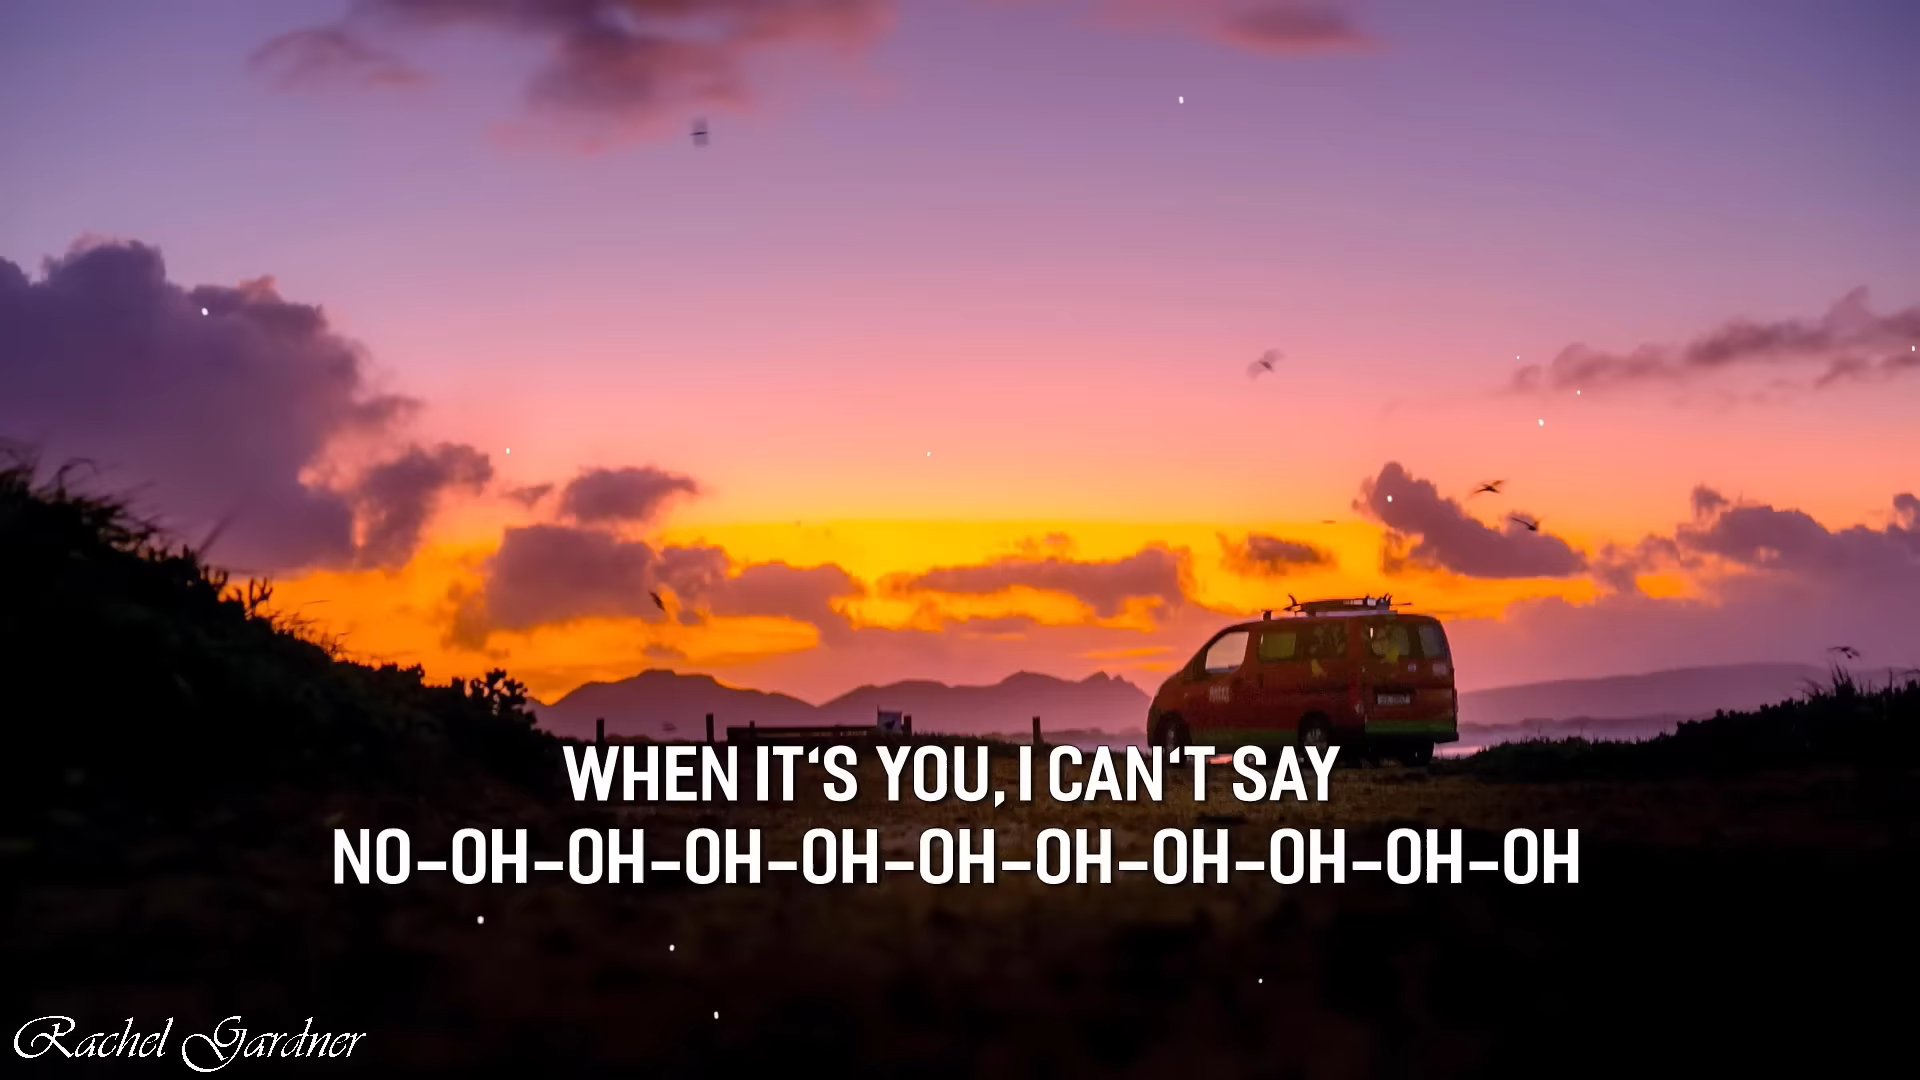 WHEN IT‘S YOU, I CAN‘T SAY
NO-OH-OH-OH-OH-OH-OH-OH-OH-OH-OH
Rachel Gardner